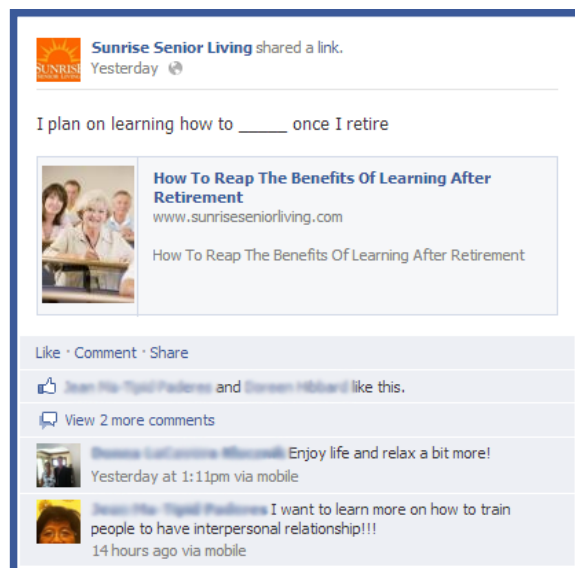 Sunrise Senior Living shared a link.
SUNRISE
SENIOR LIVING
Yesterday
I plan on learning how to _____ once I retire
How To Reap The Benefits Of Learning After
Retirement
www.sunriseseniorliving.com
How To Reap The Benefits Of Learning After Retirement
Like · Comment · Share
and like this.
View 2 more comments
Enjoy life and relax a bit more!
Yesterday at 1:11pm via mobile
I want to learn more on how to train
people to have interpersonal relationship!!!
14 hours ago via mobile